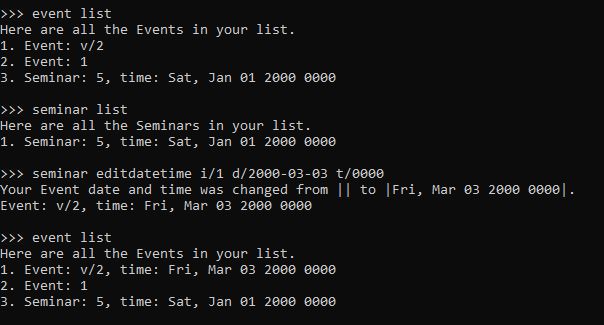 >>> event list
Here are all the Events in your list.
1. Event: v/2
2. Event: 1
3. Seminar: 5, time: Sat, Jan 01 2000 0000
>>> seminar list
Here are all the Seminars in your list.
1. Seminar: 5, time: Sat, Jan 01 2000 0000
>>> seminar editdatetime i/1 d/2000-03-03 t/0000
Your Event date and time was changed from || to |Fri, Mar 03 2000 0000|.
Event: v/2, time: Fri, Mar 03 2000 0000
>>> event list
Here are all the Events in your list.
1. Event: v/2, time: Fri, Mar 03 2000 0000
2. Event: 1
3. Seminar: 5, time: Sat, Jan 01 2000 0000